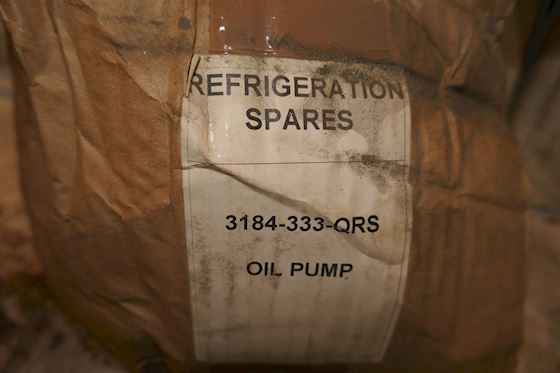 REFRIGERATION
SPARES
3184-333-QRS
OIL PUMP